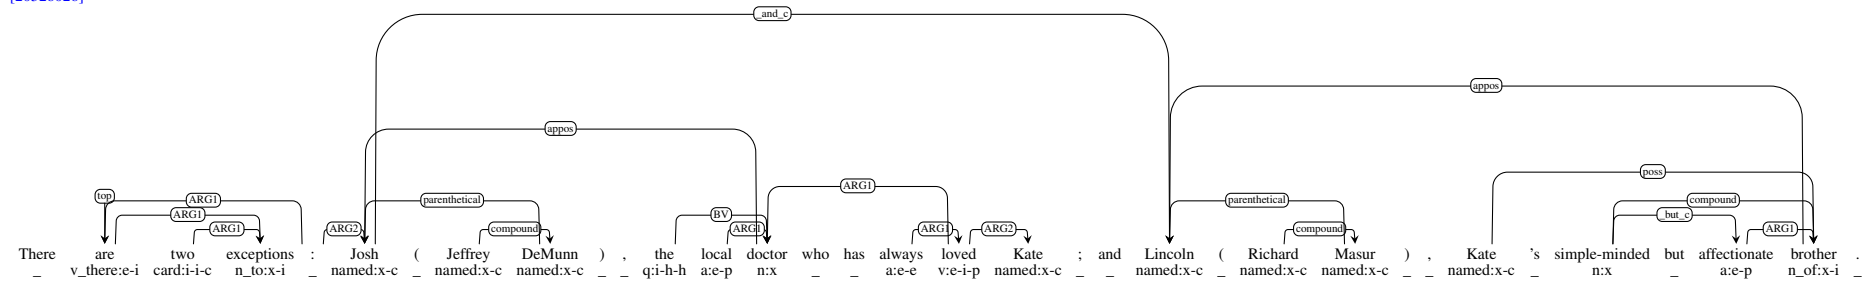 _and_c
appos
appos
poss
ARG1
top ARG1 parenthetical parenthetical compound
ARG1 BV _but_c
ARG1 ARG2 compound ARG1 ARG1 ARG2 compound ARG1
There are two exceptions : Josh ( Jeffrey DeMunn ) , the local doctor who has always loved Kate ; and Lincoln ( Richard Masur ) , Kate 's simple-minded but affectionate brother .
_ v_there:e-i card:i-i-c n_to:x-i _ named:x-c _ named:x-c named:x-c _ _ q:i-h-h a:e-p n:x _ _ a:e-e v:e-i-p named:x-c _ _ named:x-c _ named:x-c named:x-c _ _ named:x-c _ n:x _ a:e-p n_of:x-i _